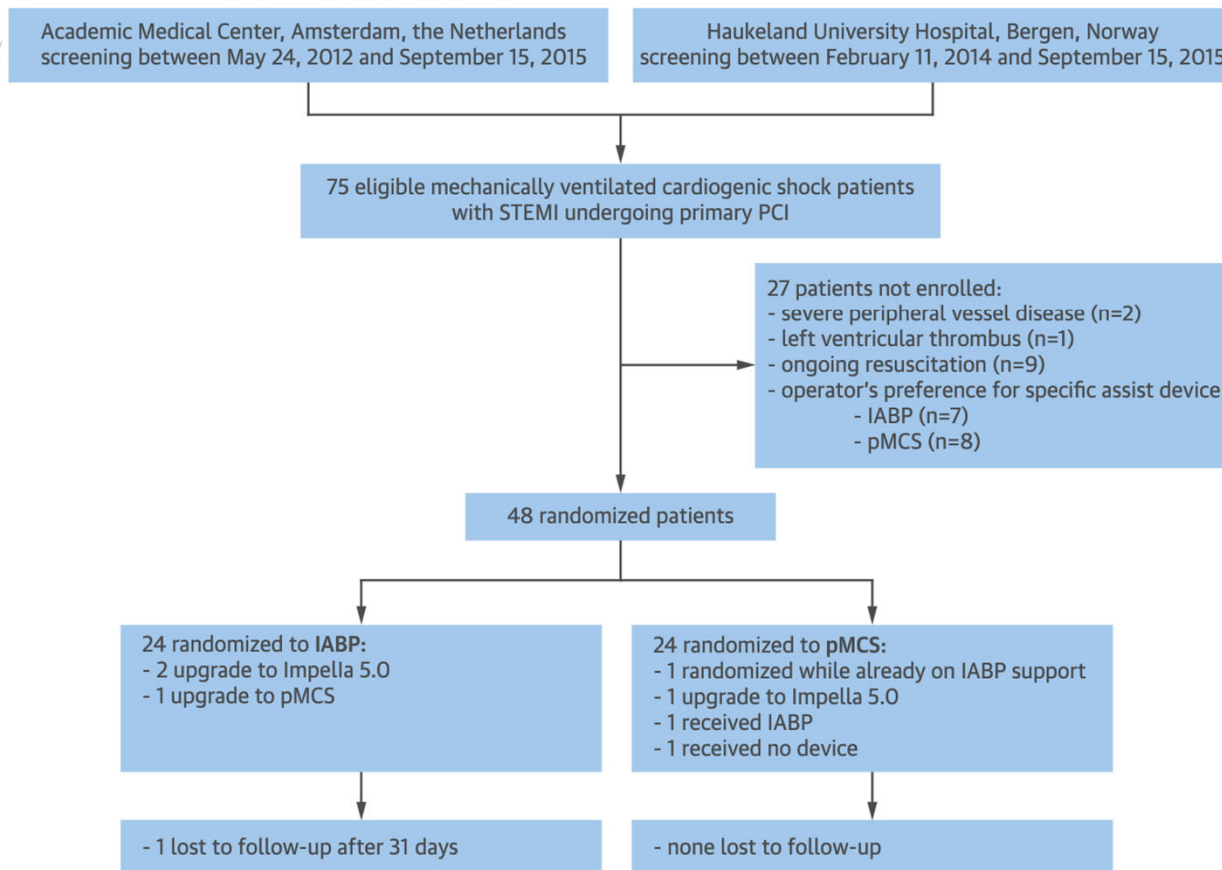 Academic Medical Center, Amsterdam, the Netherlands
screening between May 24, 2012 and September 15, 2015
Haukeland University Hospital, Bergen, Norway
screening between February 11, 2014 and September 15, 2015
75 eligible mechanically ventilated cardiogenic shock patients
with STEMI undergoing primary PCI
27 patients not enrolled:
- severe peripheral vessel disease (n=2)
- left ventricular thrombus (n=1)
- ongoing resuscitation (n=9)
- operator’s preference for specific assist device
- IABP (n=7)
- pMCS (n=8)
48 randomized patients
24 randomized to IABP:
- 2 upgrade to Impella 5.0
- 1 upgrade to pMCS
24 randomized to pMCS:
- 1 randomized while already on IABP support
- 1 upgrade to Impella 5.0
- 1 received IABP
- 1 received no device
- 1 lost to follow-up after 31 days
- none lost to follow-up